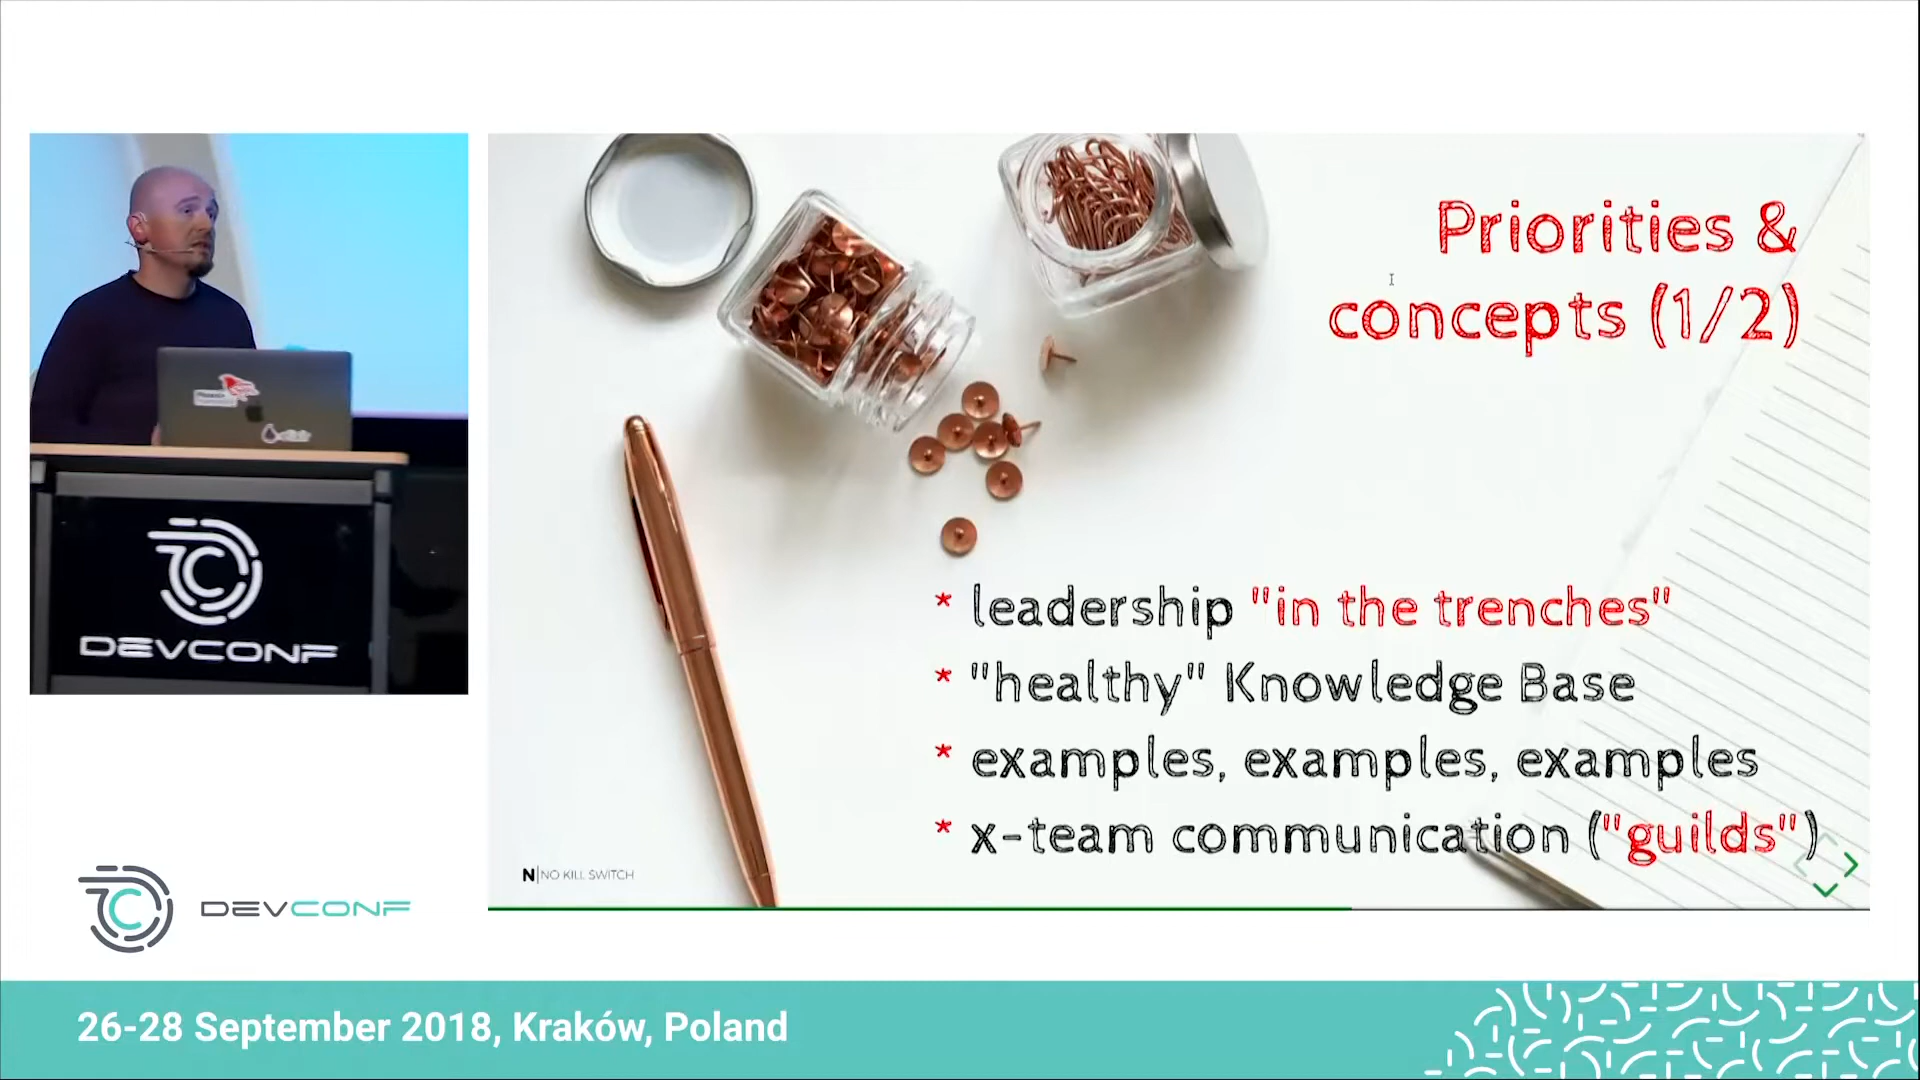 Priorities &
concepts (1/2)
* leadership "in the trenches"
* "healthy" Knowledge Base
* examples, examples, examples
* x-team communication ("guilds")
N|NO KILL SWITCH
DEVCONF
DEVCONF
26-28 September 2018, Kraków, Poland